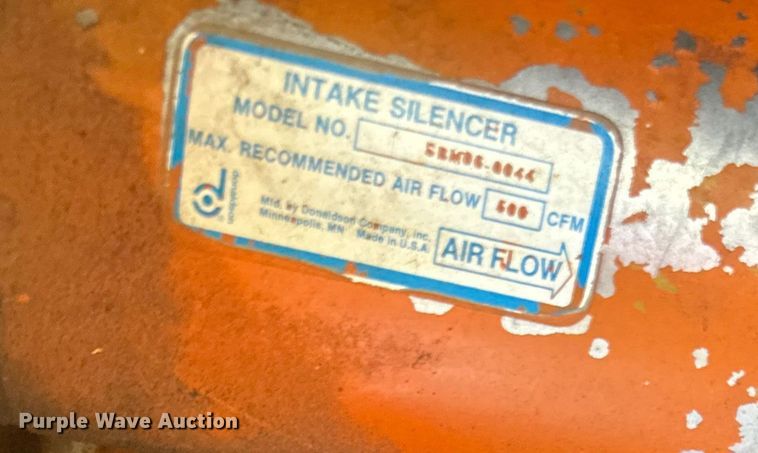 INTAKE SILENCER
MODEL NO.
MAX. RECOMMENDED AIR FLOW CFM
donaldson
Mfd. by Donaldson Company, Inc.
Minneapolis, MN Made in U.S.A.
AIR FLOW
Purple Wave Auction